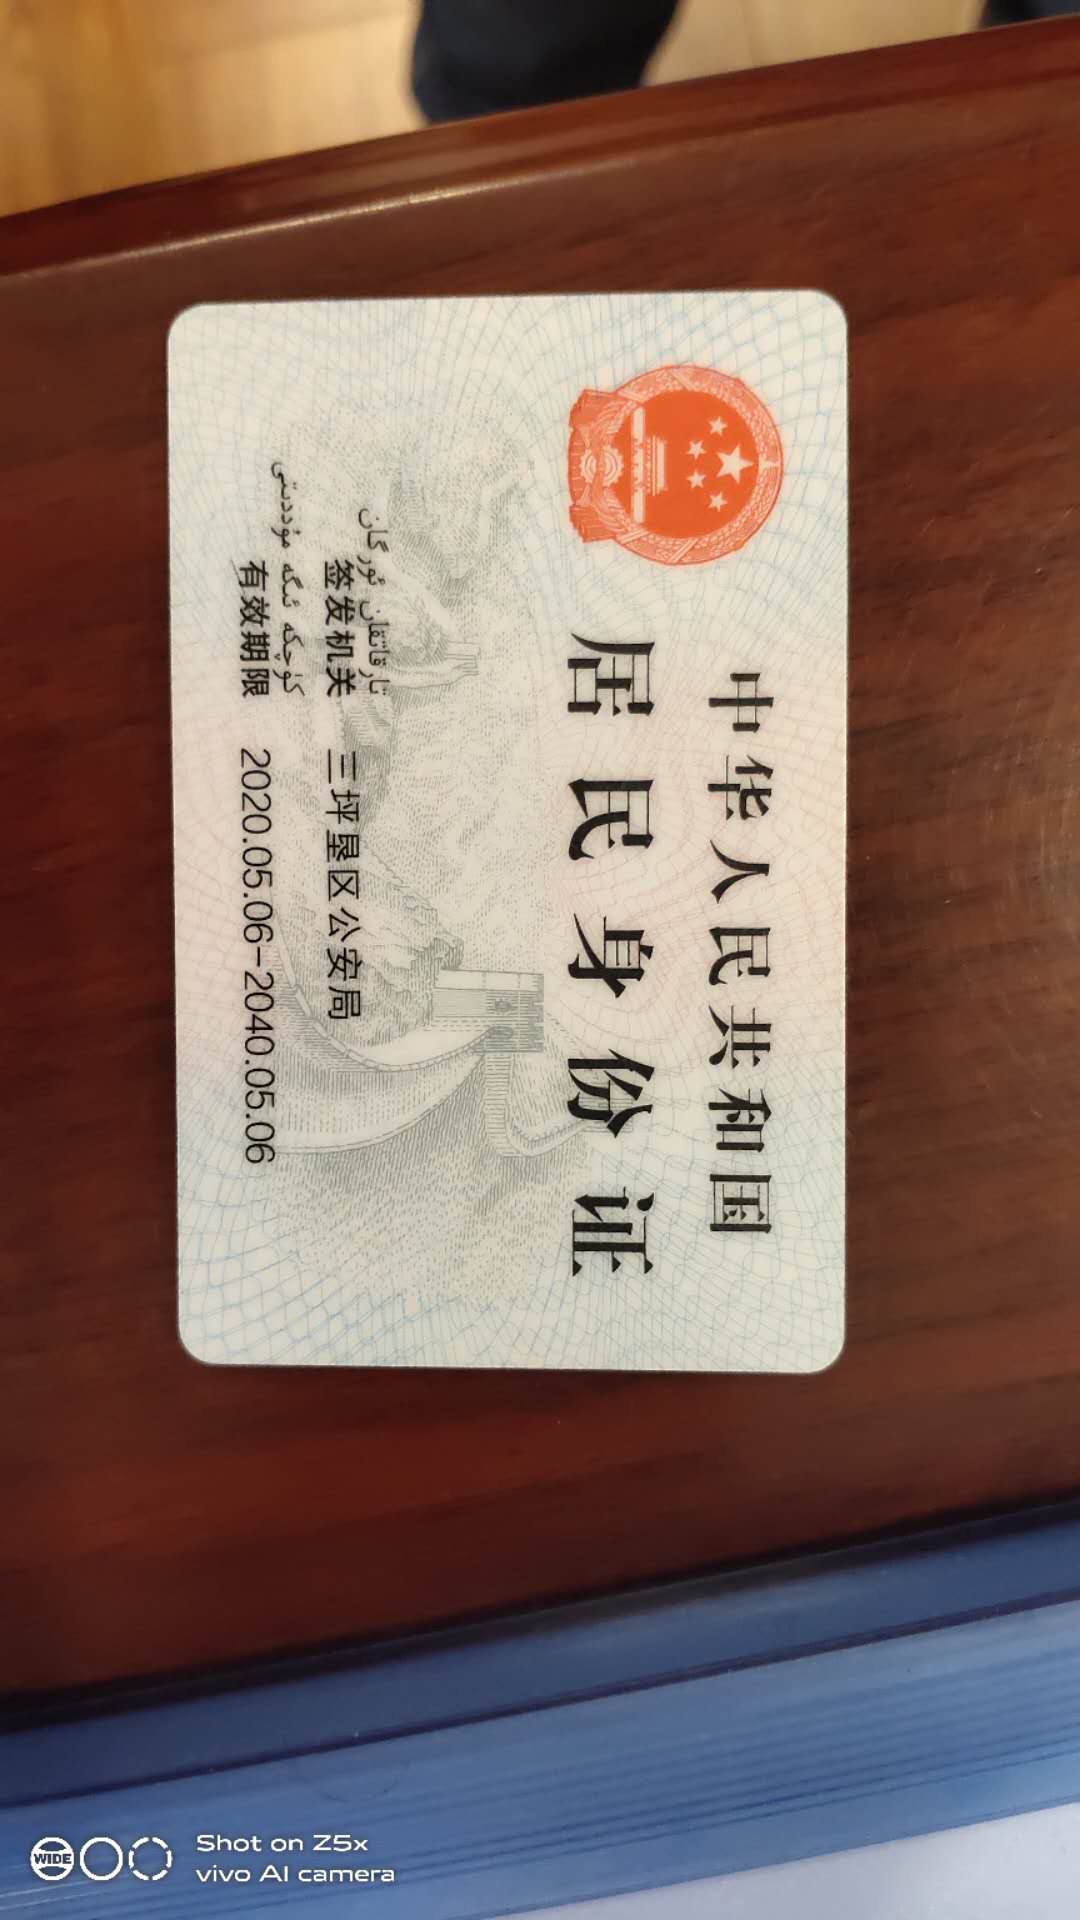 中华人民共和国
居民身份证
تارقاتقان ئورگان
签发机关 三坪垦区公安局
كۈچكە ئىگە مۇددىتى
有效期限 2020.05.06-2040.05.06
WIDE
Shot on Z5x
vivo AI camera